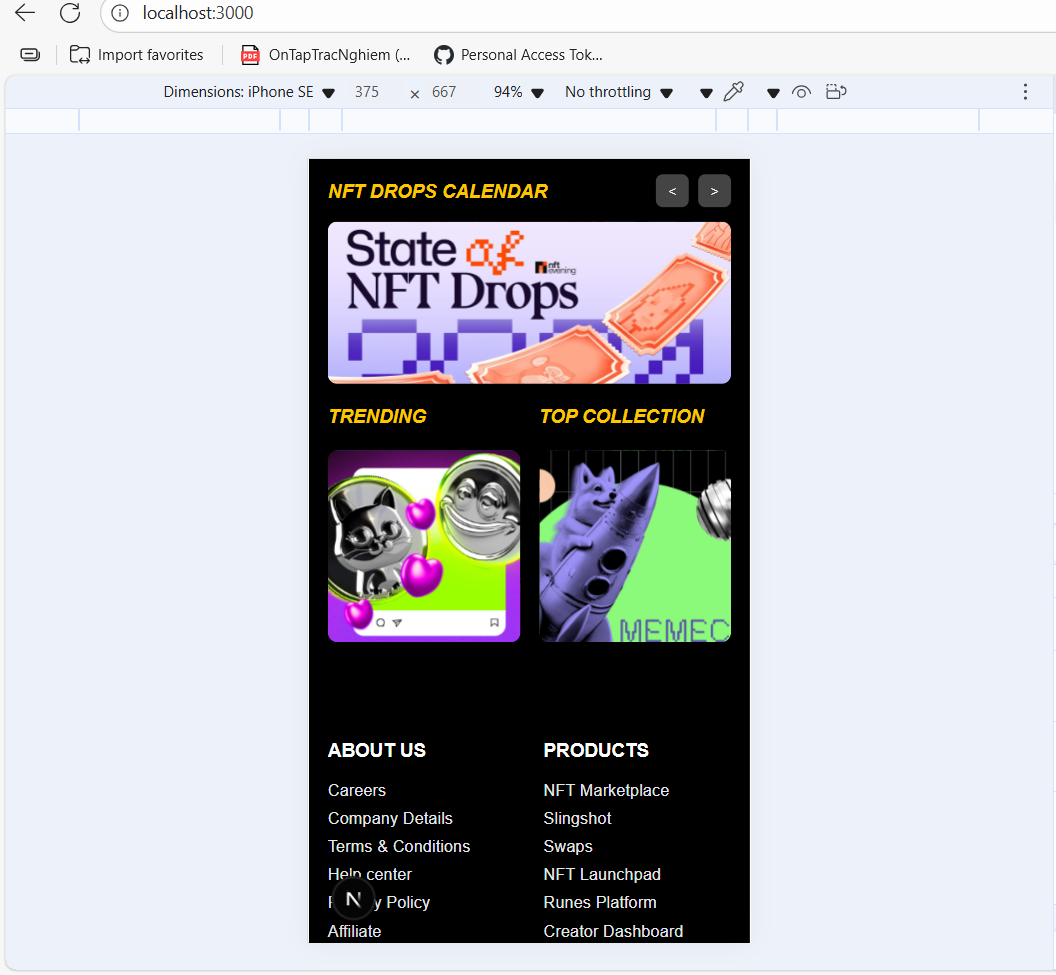 localhost:3000
Import favorites
OnTapTracNghiem (...
Personal Access Tok...
Dimensions: iPhone SE 375 × 667 94% No throttling
NFT DROPS CALENDAR
< >
State of
nft evening
NFT Drops
TRENDING
TOP COLLECTION
MEMEC
ABOUT US
Careers
Company Details
Terms & Conditions
Help center
y Policy
Affiliate
PRODUCTS
NFT Marketplace
Slingshot
Swaps
NFT Launchpad
Runes Platform
Creator Dashboard
N